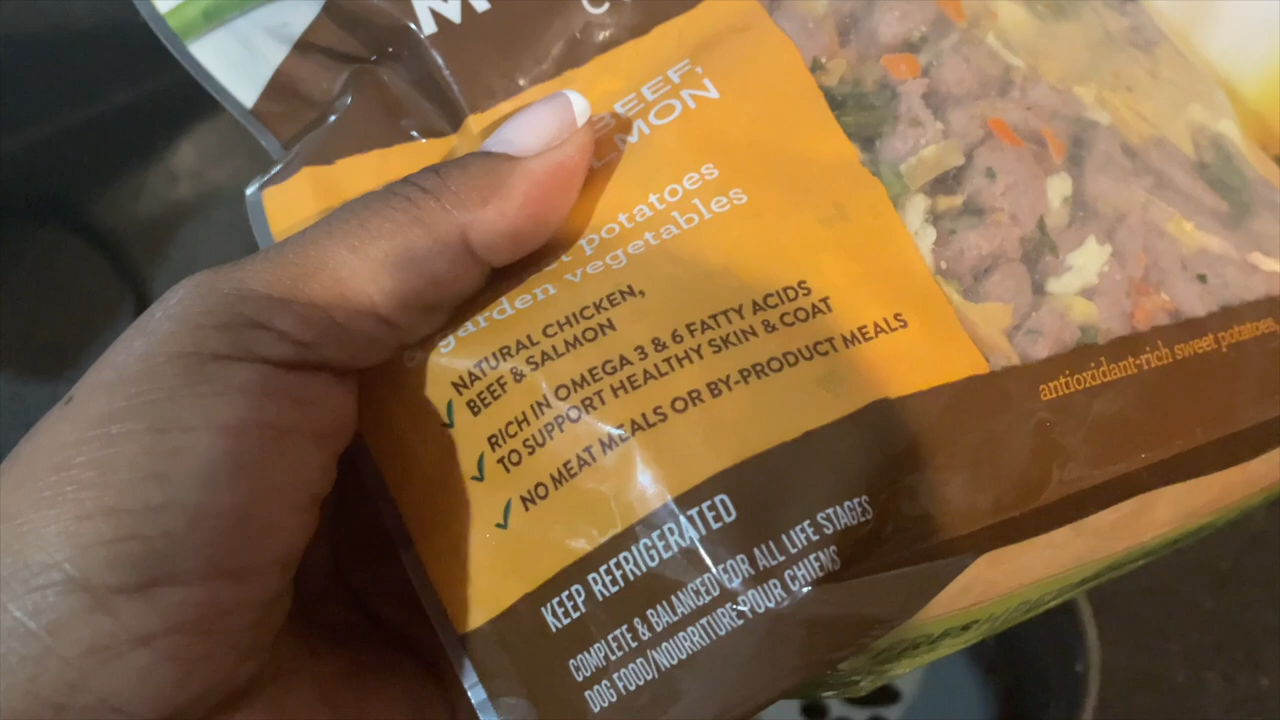 BEEF,
potatoes
garden vegetables
NATURAL CHICKEN,
BEEF & SALMON
RICH IN OMEGA 3 & 6 FATTY ACIDS
TO SUPPORT HEALTHY SKIN & COAT
NO MEAT MEALS OR BY-PRODUCT MEALS
antioxidant-rich sweet potatoes,
KEEP REFRIGERATED
COMPLETE & BALANCED FOR ALL LIFE STAGES
DOG FOOD/NOURRITURE POUR CHIENS